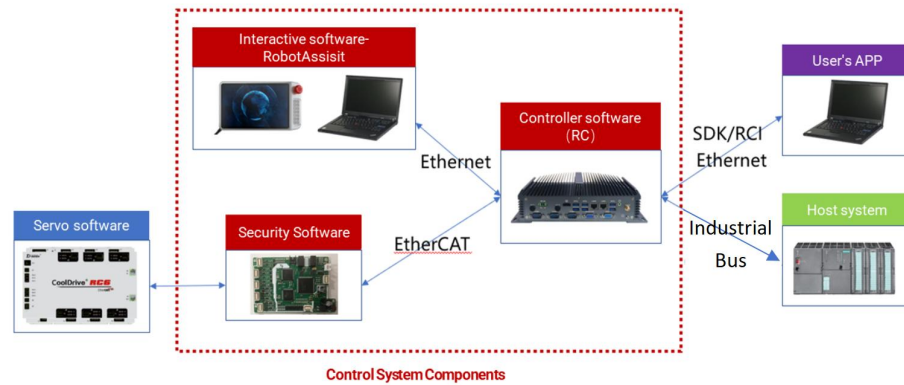 Interactive software-
RobotAssisit
User's APP
Controller software
(RC)
SDK/RCI
Ethernet
Ethernet
Servo software
Security Software
Host system
EtherCAT
Industrial
Bus
CoolDrive® RC6
Control System Components